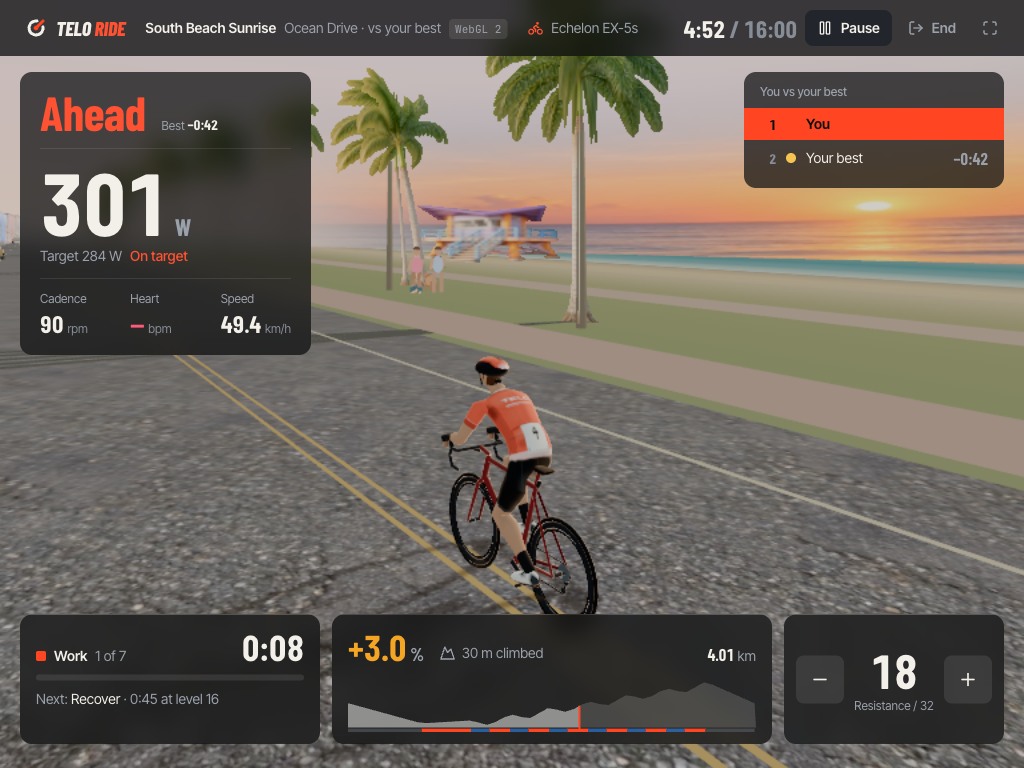 TELO RIDE South Beach Sunrise Ocean Drive · vs your best WebGL 2 Echelon EX-5s 4:52 / 16:00 Pause End
Ahead Best −0:42
301 W
Target 284 W On target
Cadence Heart Speed
90 rpm — bpm 49.4 km/h
You vs your best
1 You
2 Your best −0:42
Work 1 of 7 0:08
Next: Recover · 0:45 at level 16
+3.0 % 30 m climbed 4.01 km
− 18 +
Resistance / 32